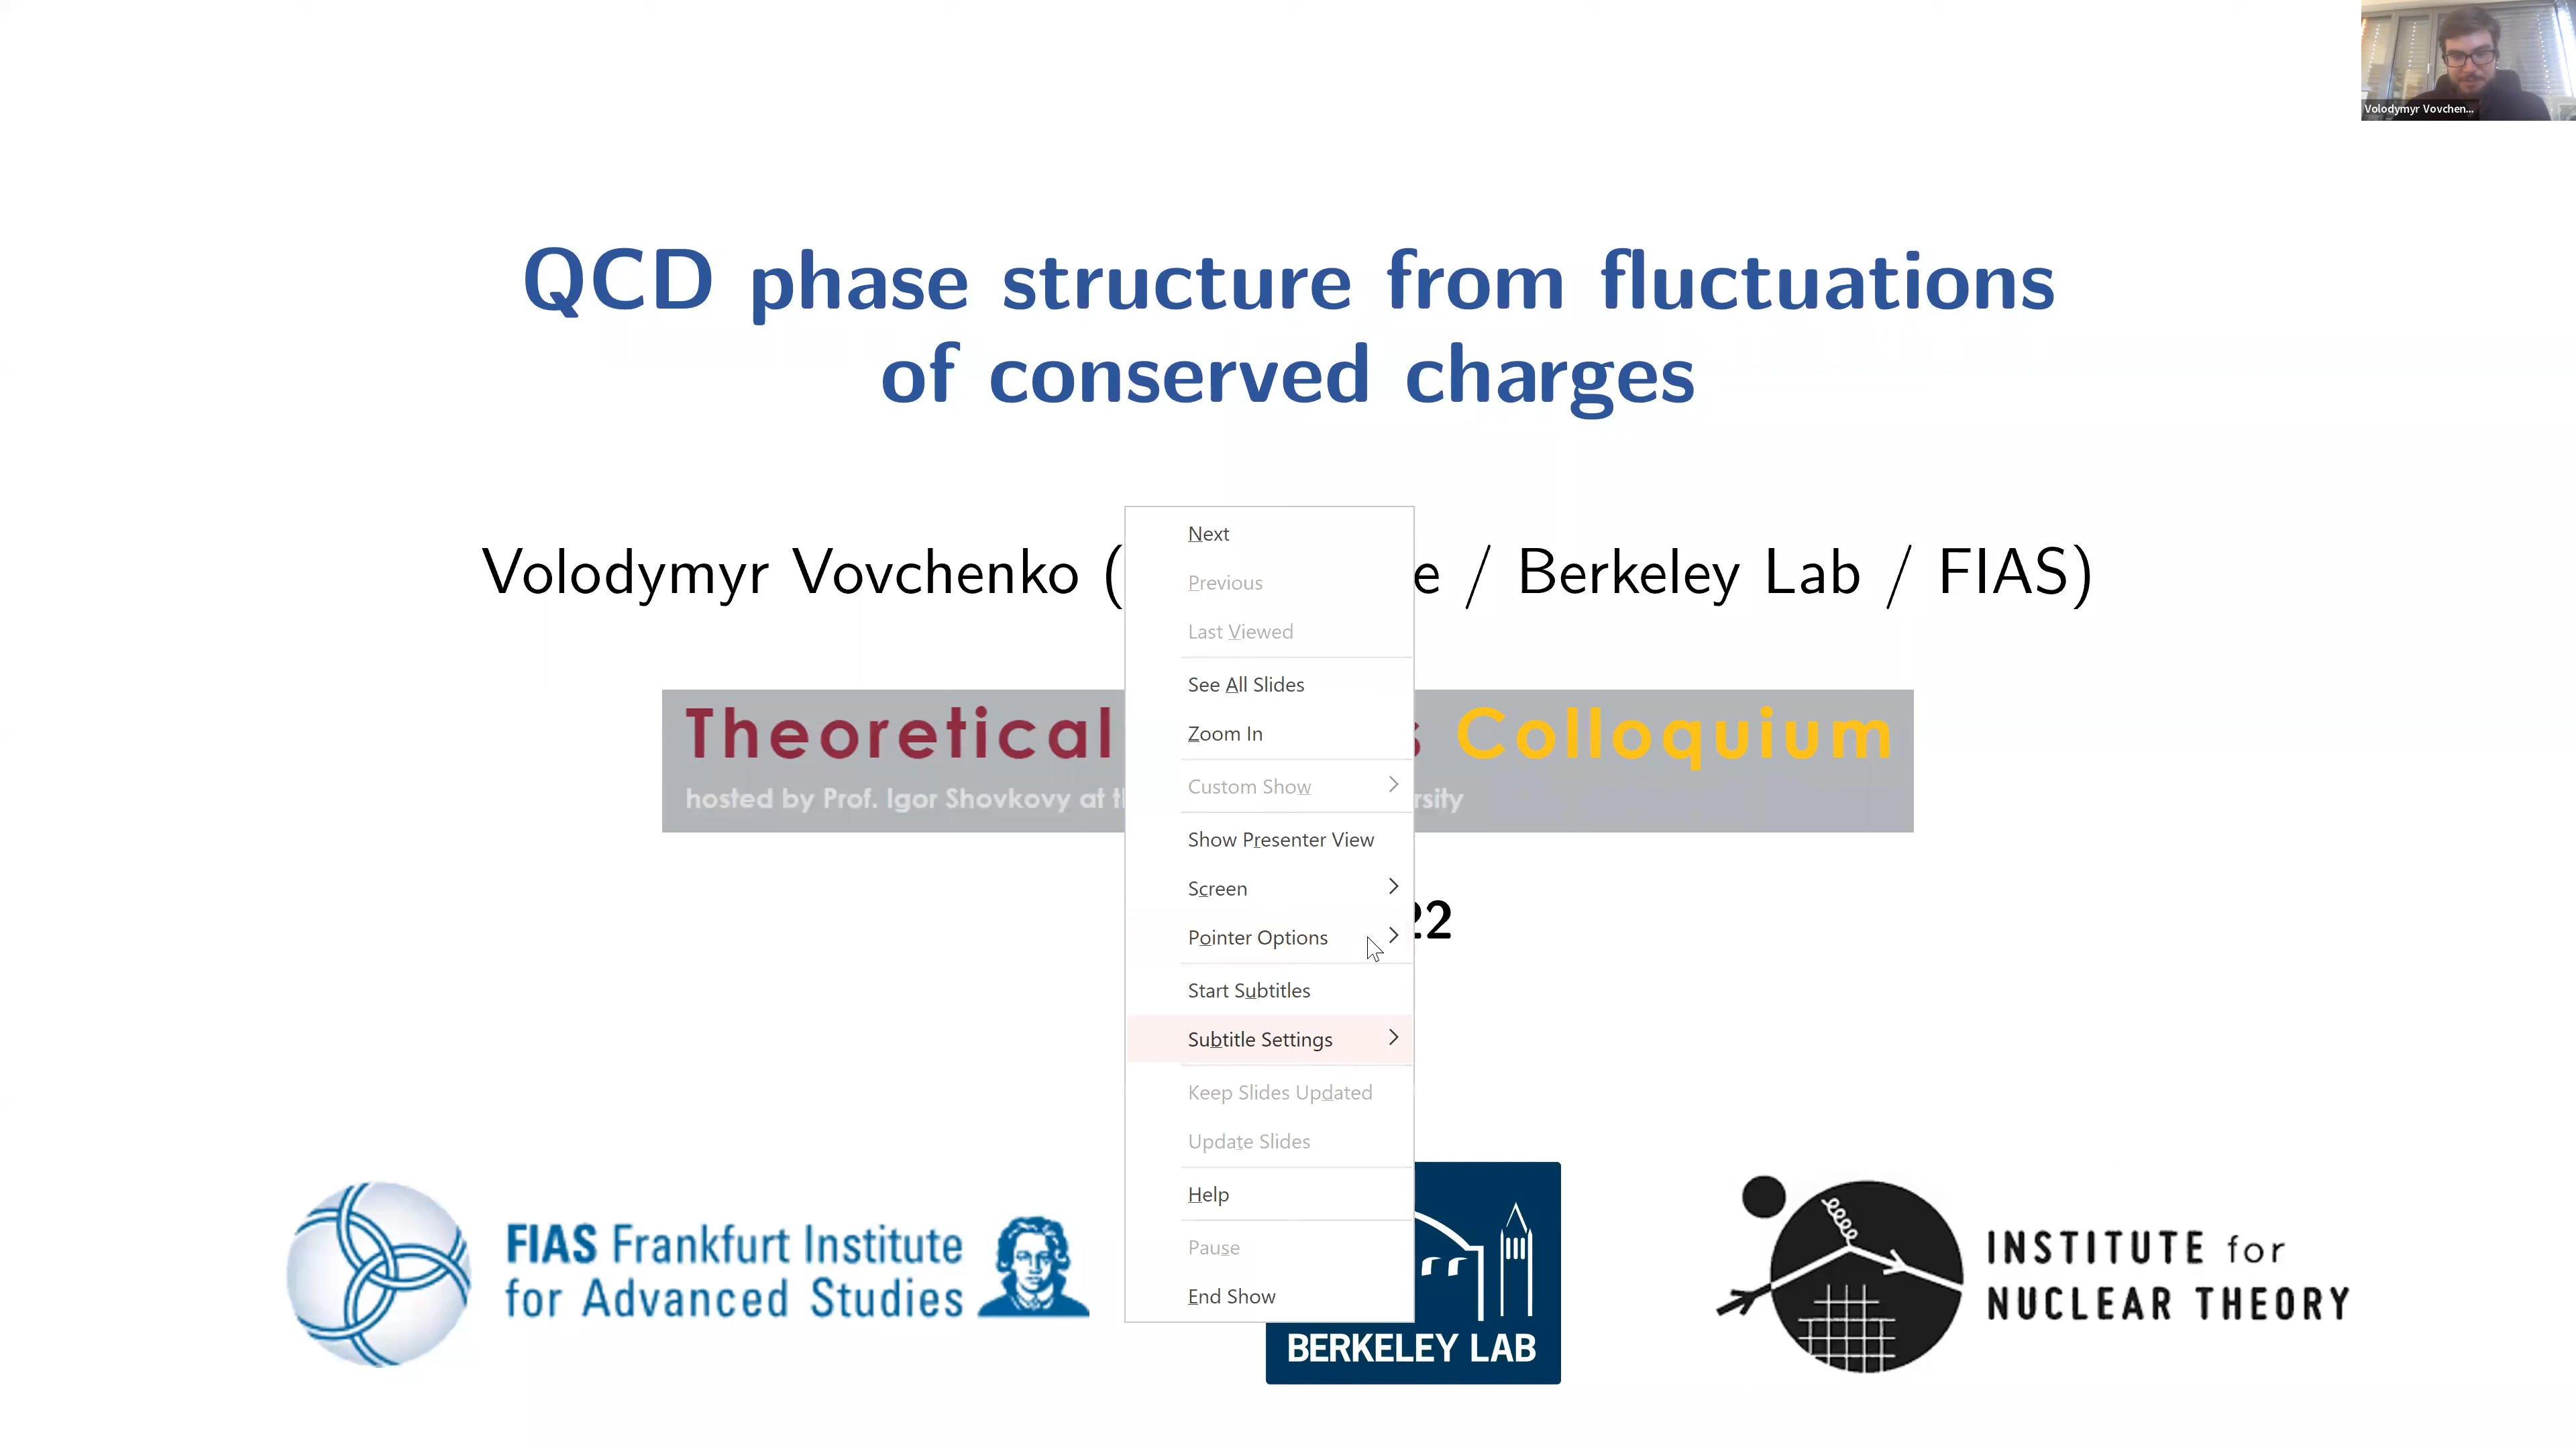 Volodymyr Vovchen...
QCD phase structure from fluctuations
of conserved charges
Volodymyr Vovchenko ( / Berkeley Lab / FIAS)
Theoretical Colloquium
hosted by Prof. Igor Shovkovy at
Next
Previous
Last Viewed
See All Slides
Zoom In
Custom Show
Show Presenter View
Screen
Pointer Options
Start Subtitles
Subtitle Settings
Keep Slides Updated
Update Slides
Help
Pause
End Show
FIAS Frankfurt Institute
for Advanced Studies
BERKELEY LAB
INSTITUTE for
NUCLEAR THEORY